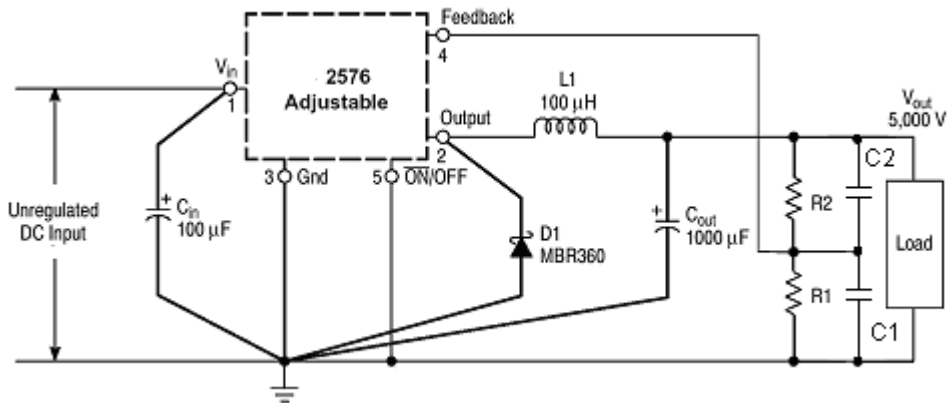 Feedback
4
V_in
1
2576
Adjustable
L1
100 µH
V_out
5,000 V
Output
2
3 Gnd
5 ON/OFF
C2
C_in
100 µF
Unregulated
DC Input
D1
MBR360
C_out
1000 µF
R2
Load
R1
C1